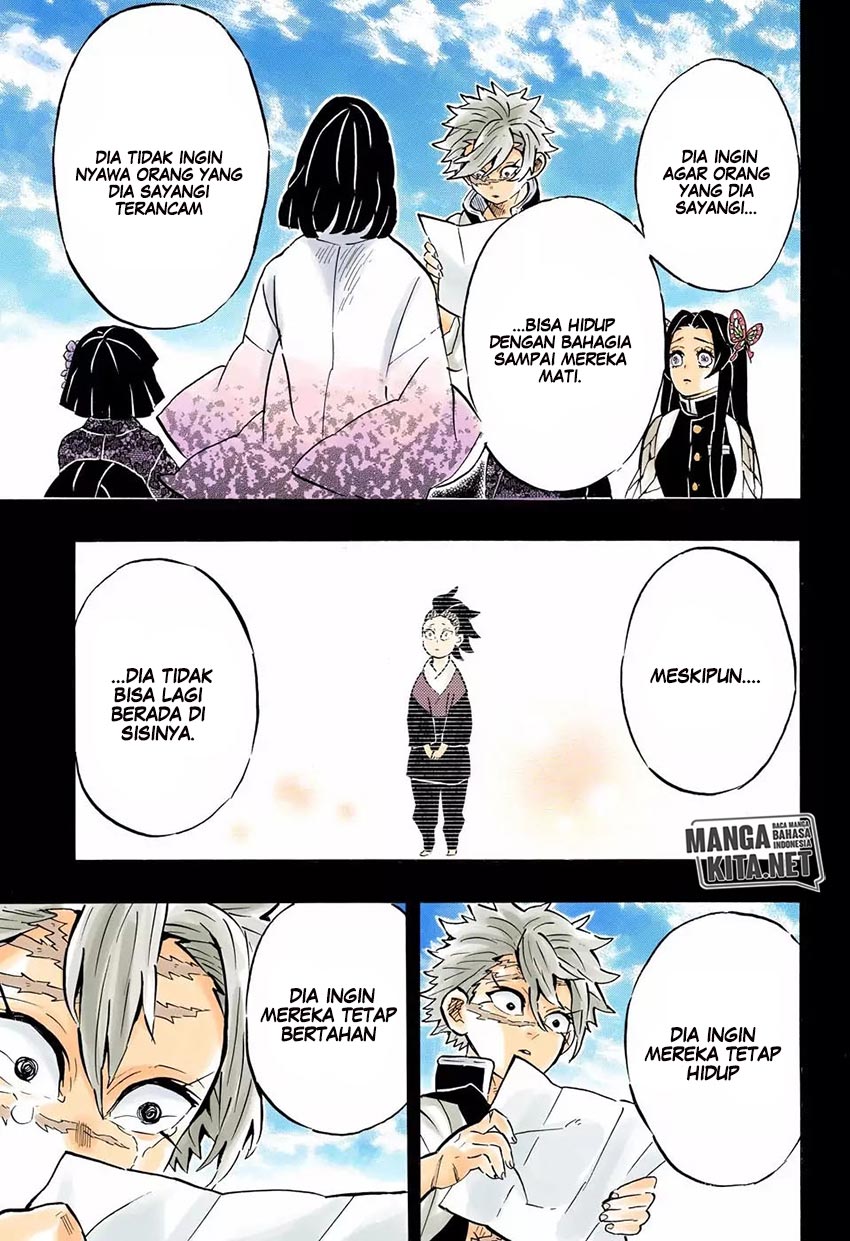 DIA INGIN
AGAR ORANG
YANG DIA
SAYANGI...
...BISA HIDUP
DENGAN BAHAGIA
SAMPAI MEREKA
MATI.
DIA TIDAK INGIN
NYAWA ORANG YANG
DIA SAYANGI
TERANCAM
MESKIPUN....
...DIA TIDAK
BISA LAGI
BERADA DI
SISINYA.
MANGA
BACA MANGA
BAHASA
INDONESIA
KITA.NET
DIA INGIN
MEREKA TETAP
HIDUP
DIA INGIN
MEREKA TETAP
BERTAHAN